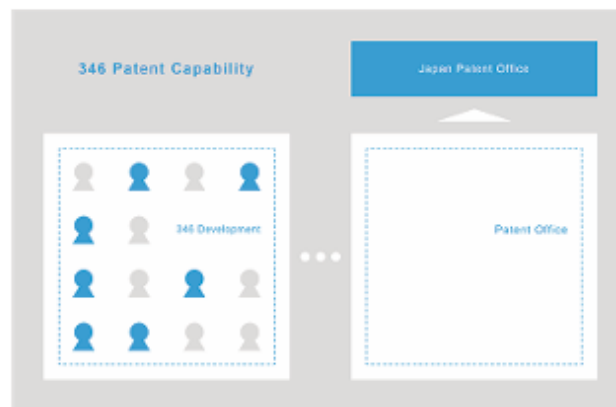 346 Patent Capability
Japan Patent Office
346 Development
Patent Office